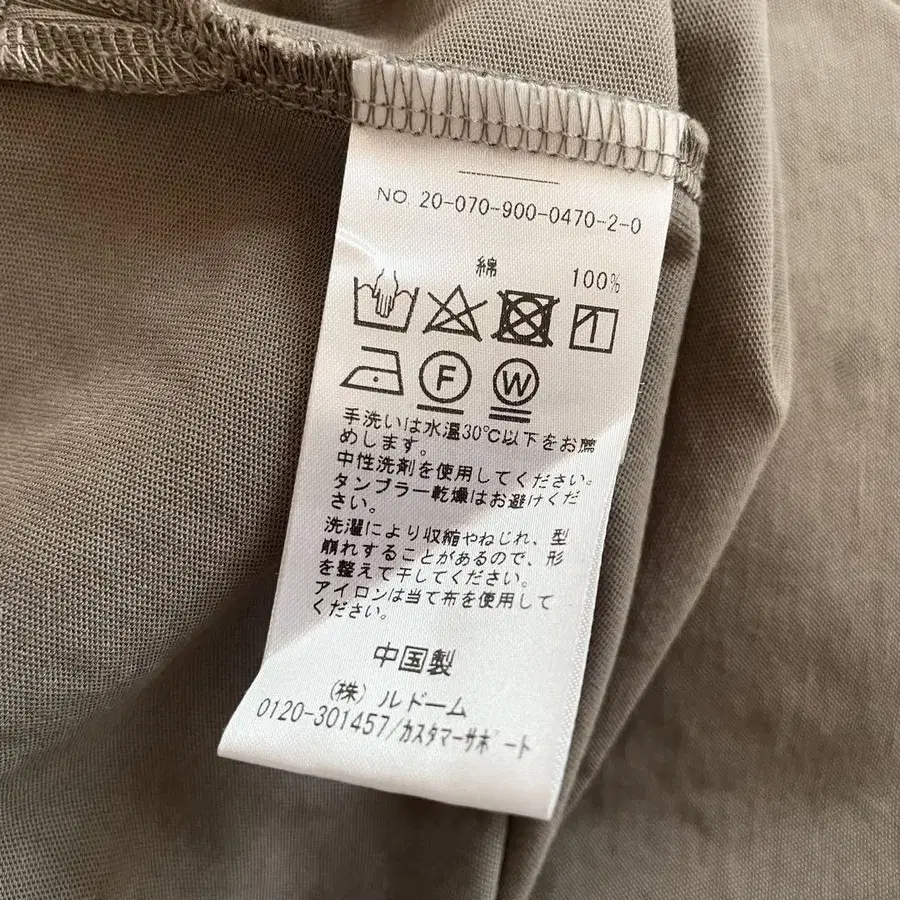 NO. 20-070-900-0470-2-0
綿 100%
F W
手洗いは水温30℃以下をお薦
めします。
中性洗剤を使用してください。
タンブラー乾燥はお避けくだ
さい。
洗濯により収縮やねじれ、型
崩れすることがあるので、形
を整えて干してください。
アイロンは当て布を使用して
ください。
中国製
(株) ルドーム
0120-301457/カスタマーサポート